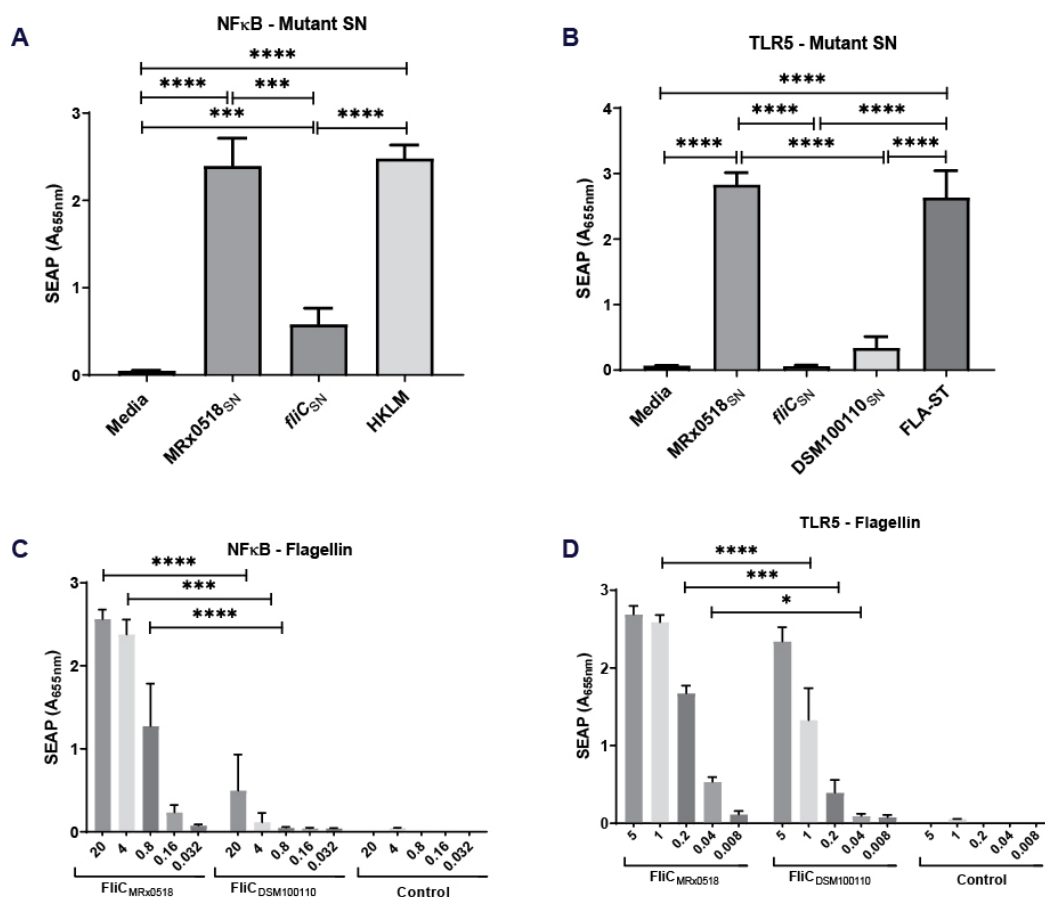 A
NFκB - Mutant SN
****
**** ***
*** ****
SEAP (A655nm)
3
2
1
0
Media
MRx0518SN
fliCSN
HKLM
B
TLR5 - Mutant SN
****
**** ****
**** **** ****
SEAP (A655nm)
4
3
2
1
0
Media
MRx0518SN
fliCSN
DSM100110SN
FLA-ST
C
NFκB - Flagellin
****
***
****
SEAP (A655nm)
3
2
1
0
20 4 0.8 0.16 0.032 20 4 0.8 0.16 0.032 20 4 0.8 0.16 0.032
FliCMRx0518 FliCDSM100110 Control
D
TLR5 - Flagellin
****
***
*
SEAP (A655nm)
3
2
1
0
5 1 0.2 0.04 0.008 5 1 0.2 0.04 0.008 5 1 0.2 0.04 0.008
FliCMRx0518 FliCDSM100110 Control